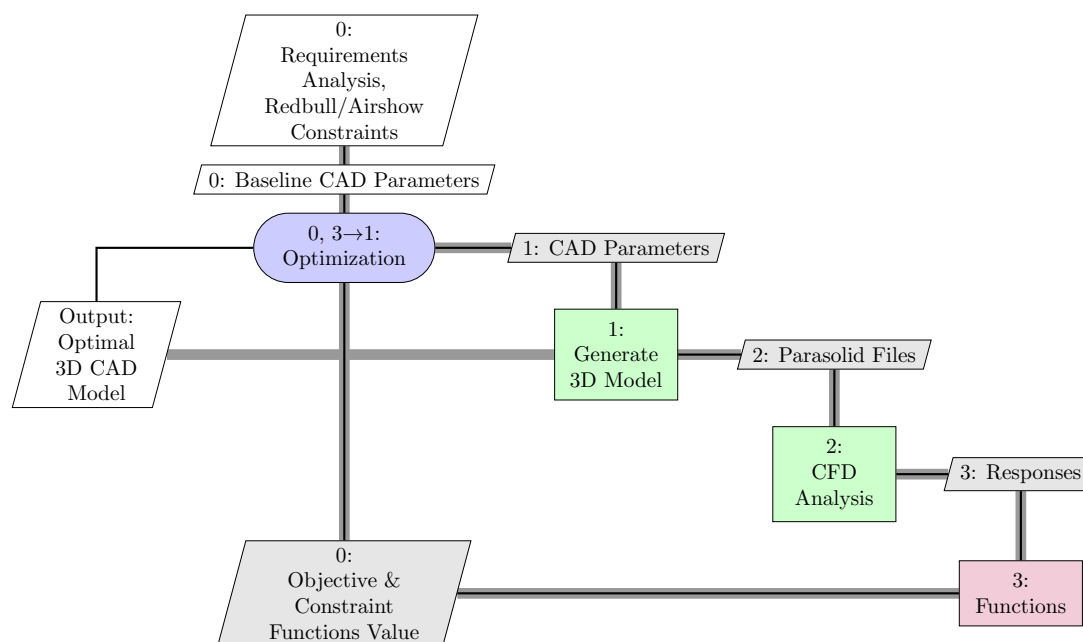 0:
Requirements
Analysis,
Redbull/Airshow
Constraints
0: Baseline CAD Parameters
0, 3→1:
Optimization
1: CAD Parameters
Output:
Optimal
3D CAD
Model
1:
Generate
3D Model
2: Parasolid Files
2:
CFD
Analysis
3: Responses
0:
Objective &
Constraint
Functions Value
3:
Functions